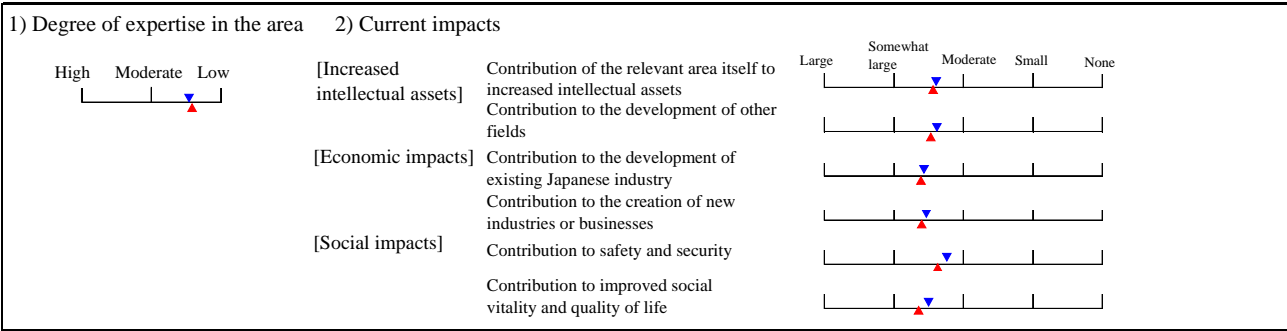 1) Degree of expertise in the area 2) Current impacts
High Moderate Low
[Increased
intellectual assets]
Contribution of the relevant area itself to
increased intellectual assets
Large Somewhat
large Moderate Small None
Contribution to the development of other
fields
[Economic impacts]
Contribution to the development of
existing Japanese industry
Contribution to the creation of new
industries or businesses
[Social impacts]
Contribution to safety and security
Contribution to improved social
vitality and quality of life